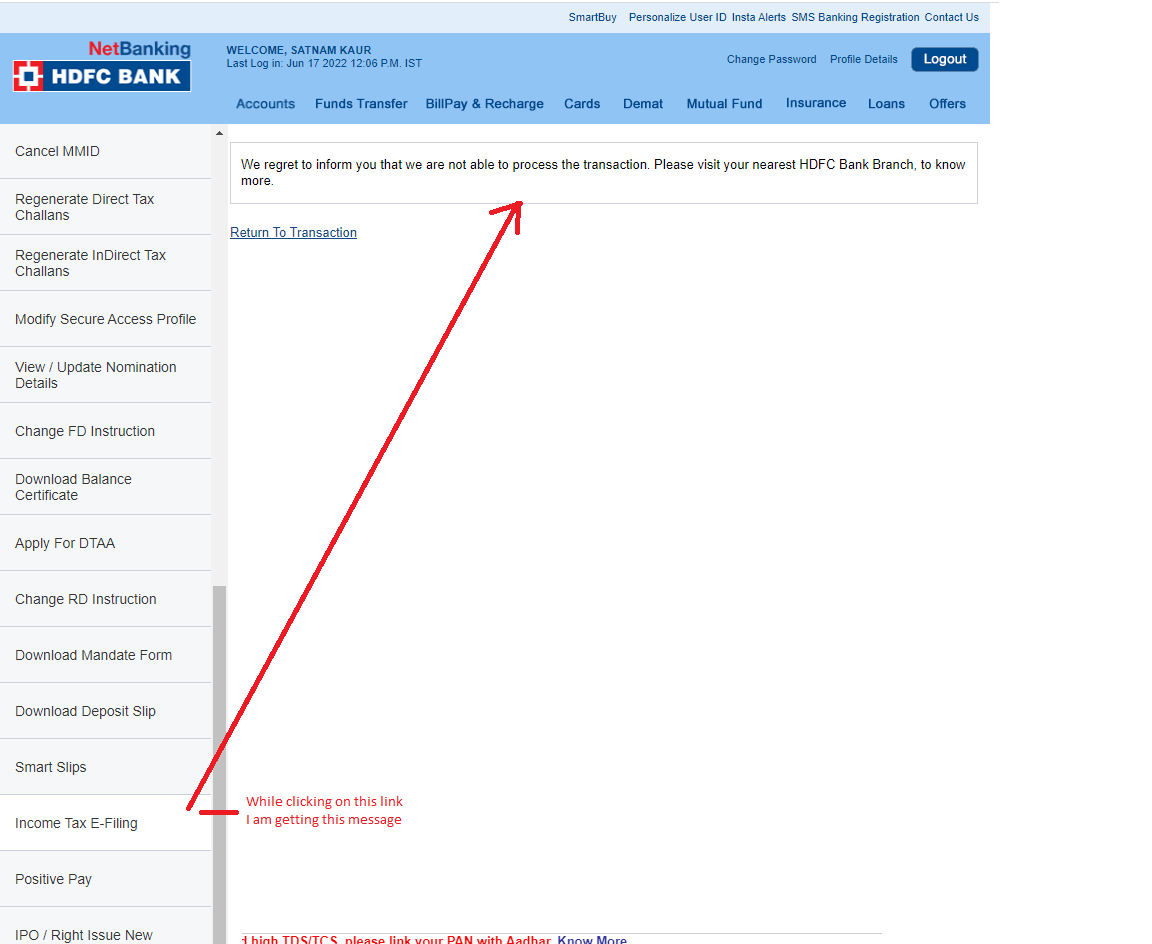 SmartBuy Personalize User ID Insta Alerts SMS Banking Registration Contact Us
NetBanking
HDFC BANK
WELCOME, SATNAM KAUR
Last Log in: Jun 17 2022 12:06 P.M. IST
Change Password Profile Details Logout
Accounts Funds Transfer BillPay & Recharge Cards Demat Mutual Fund Insurance Loans Offers
Cancel MMID
Regenerate Direct Tax
Challans
Regenerate InDirect Tax
Challans
Modify Secure Access Profile
View / Update Nomination
Details
Change FD Instruction
Download Balance
Certificate
Apply For DTAA
Change RD Instruction
Download Mandate Form
Download Deposit Slip
Smart Slips
Income Tax E-Filing
Positive Pay
IPO / Right Issue New
We regret to inform you that we are not able to process the transaction. Please visit your nearest HDFC Bank Branch, to know
more.
Return To Transaction
While clicking on this link
I am getting this message
high TDS/TCS, please link your PAN with Aadhar. Know More